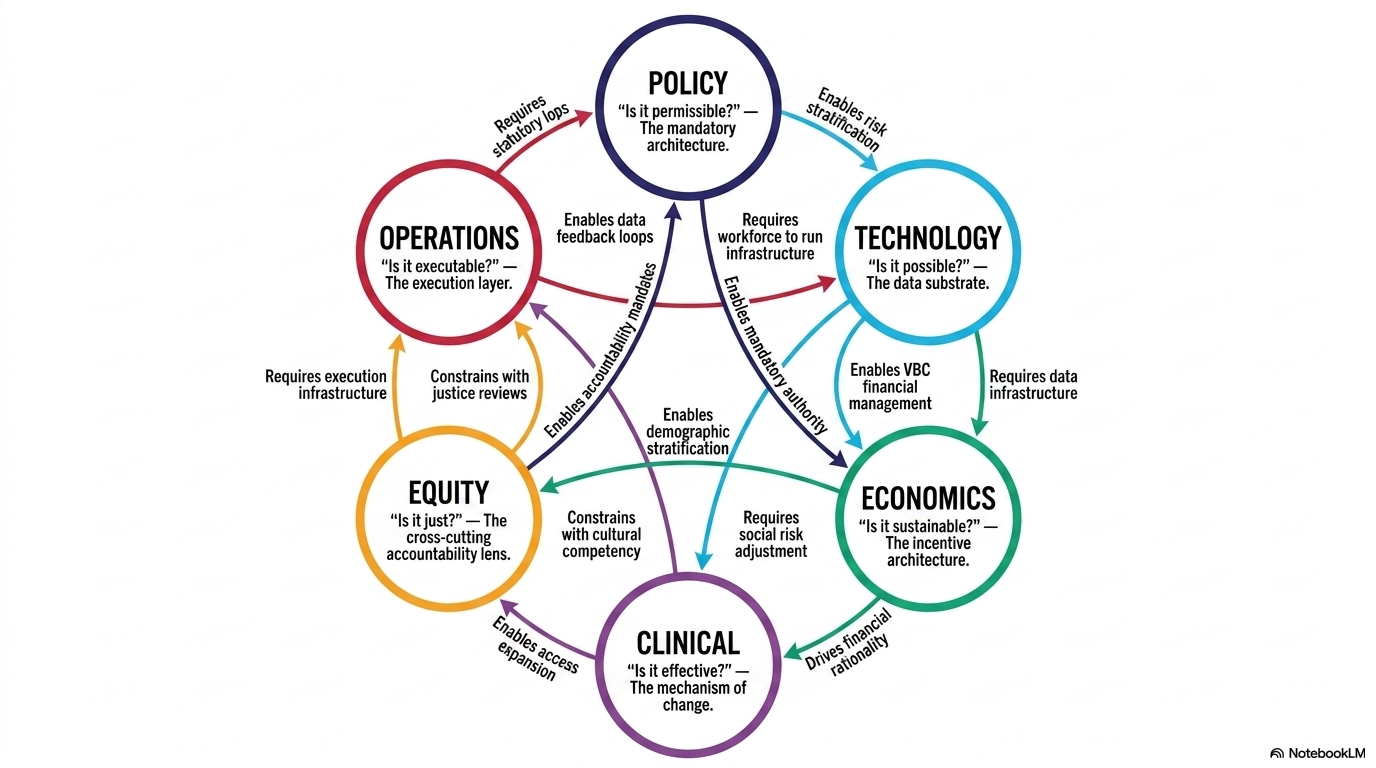 POLICY
“Is it permissible?” —
The mandatory
architecture.
Requires
statutory lops
Enables risk
stratification
OPERATIONS
“Is it executable?” —
The execution layer.
Enables data
feedback loops
Requires
workforce to run
infrastructure
TECHNOLOGY
“Is it possible?” —
The data substrate.
Enables accountability mandates
Enables mandatory authority
Requires execution
infrastructure
Constrains with
justice reviews
Enables VBC
financial
management
Requires data
infrastructure
Enables
demographic
stratification
EQUITY
“Is it just?” — The
cross-cutting
accountability lens.
Constrains
with cultural
competency
Requires
social risk
adjustment
ECONOMICS
“Is it sustainable?” —
The incentive
architecture.
Enables access
expansion
CLINICAL
“Is it effective?” —
The mechanism of
change.
Drives financial
rationality
NotebookLM